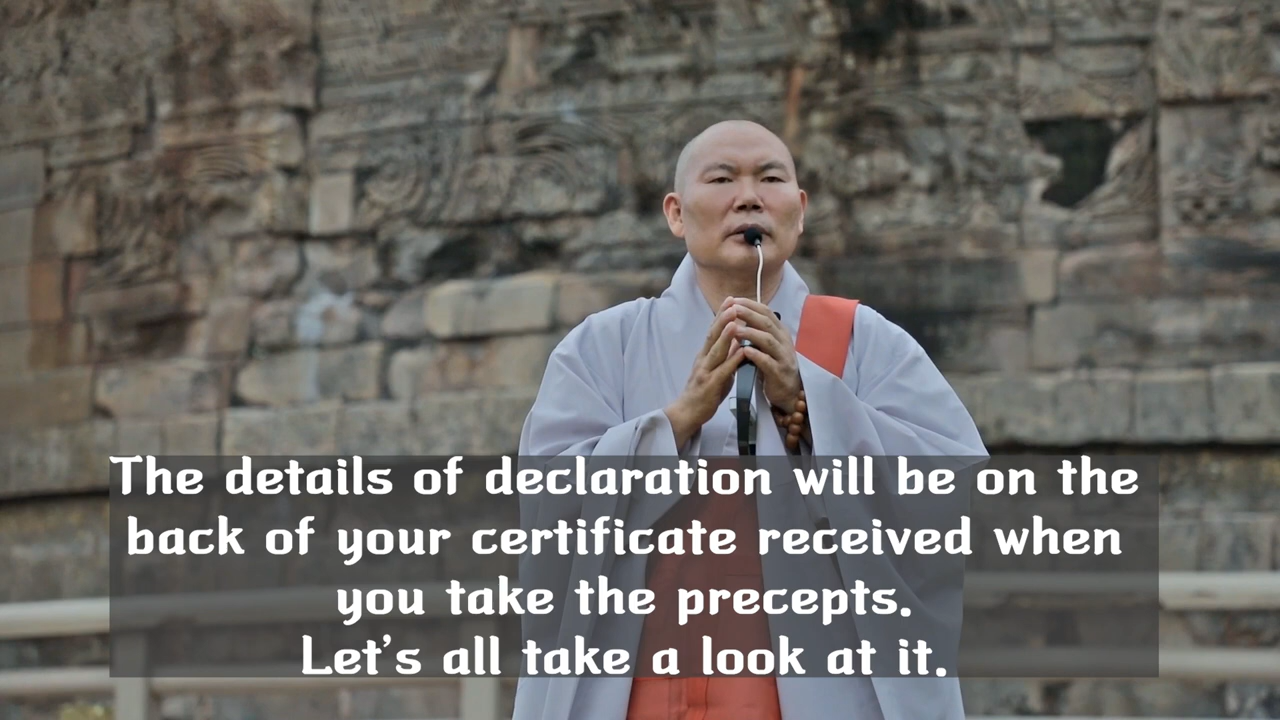 The details of declaration will be on the
back of your certificate received when
you take the precepts.
Let's all take a look at it.